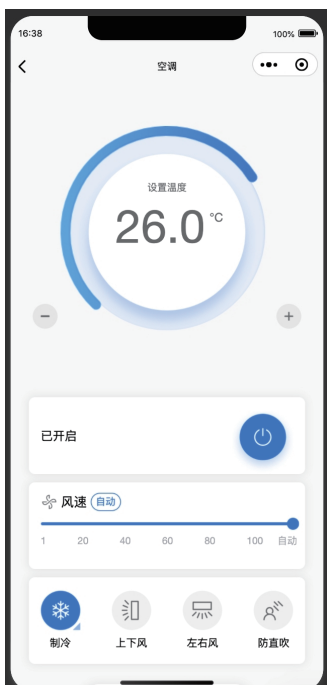 16:38
100%
空调
设置温度
26.0 °C
已开启
风速 自动
1 20 40 60 80 100 自动
制冷 上下风 左右风 防直吹